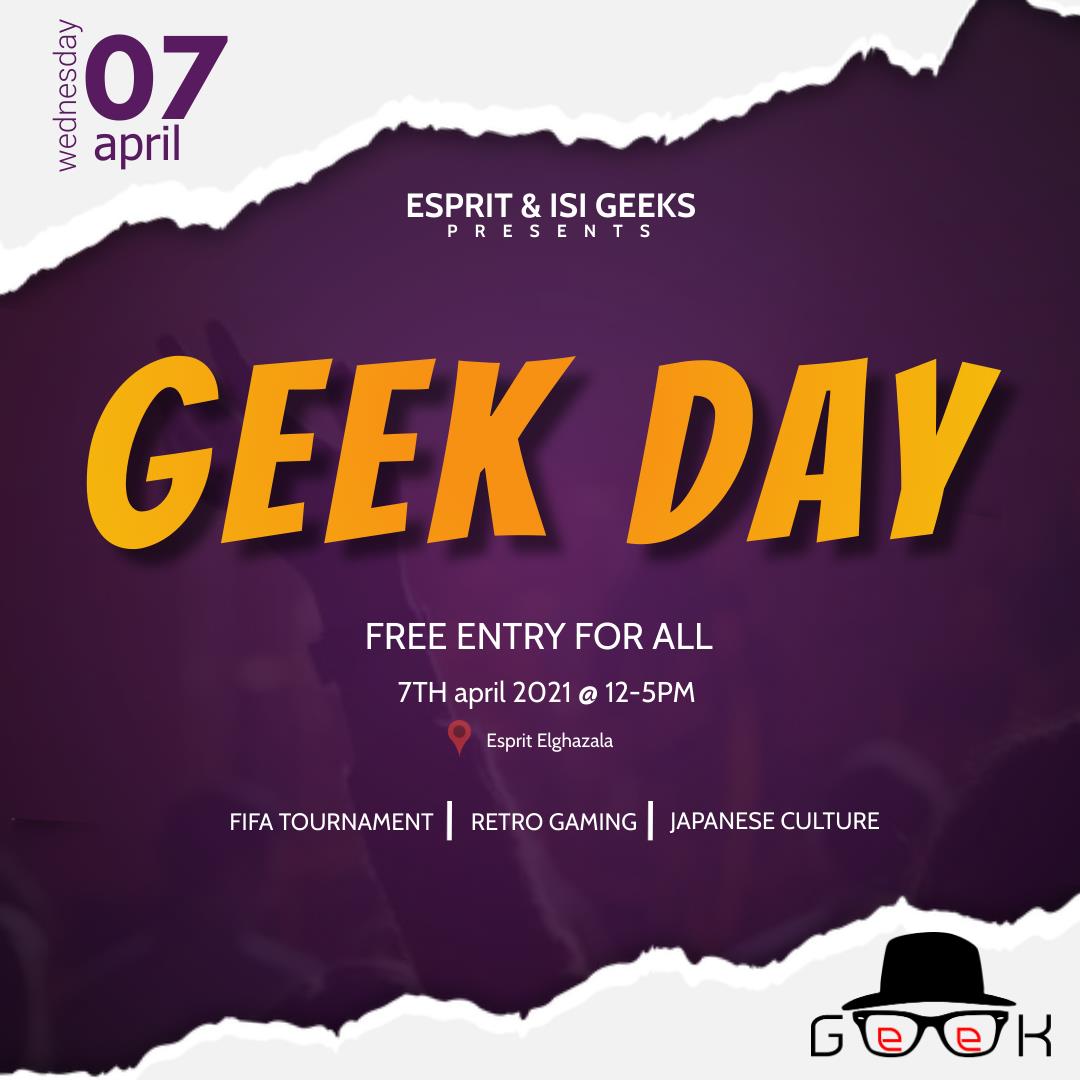 wednesday
07
april
ESPRIT & ISI GEEKS
PRESENTS
GEEK DAY
FREE ENTRY FOR ALL
7TH april 2021 @ 12-5PM
Esprit Elghazala
FIFA TOURNAMENT | RETRO GAMING | JAPANESE CULTURE
GeeK